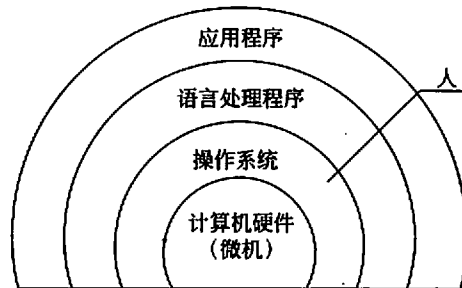 应用程序
人
语言处理程序
操作系统
计算机硬件
（微机）